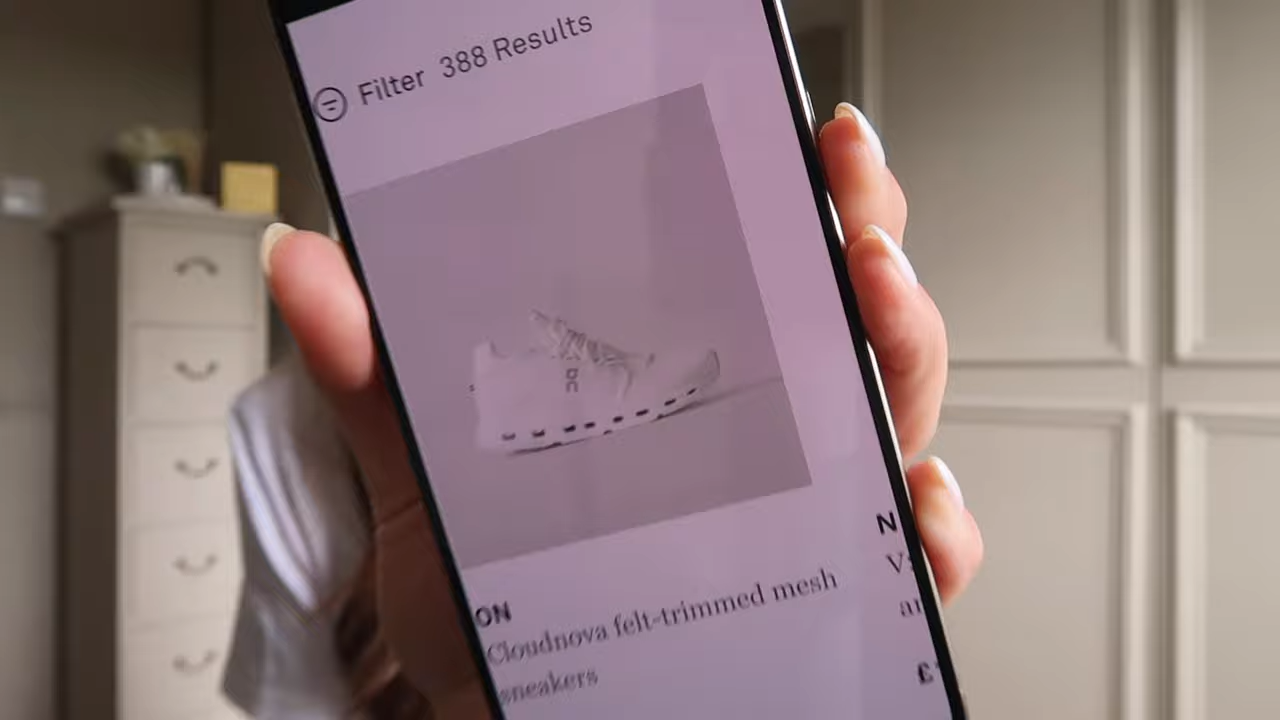 Filter 388 Results
ON
Cloudnova felt-trimmed mesh
sneakers
N
V
£